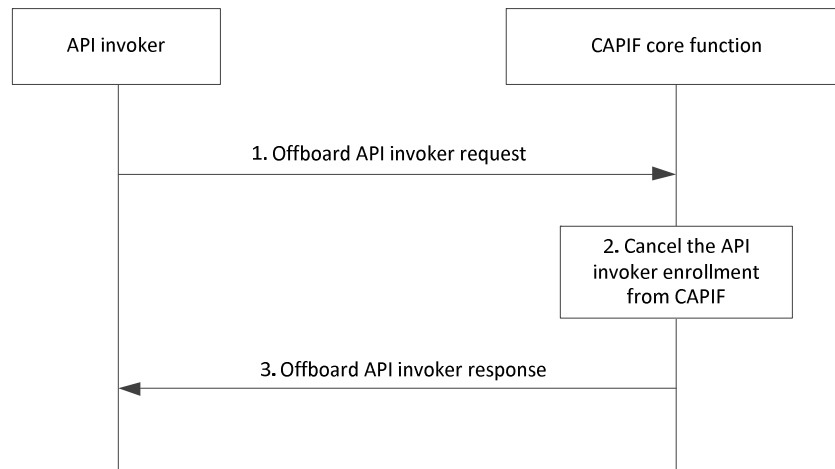 API invoker
CAPIF core function
1. Offboard API invoker request
2. Cancel the API
invoker enrollment
from CAPIF
3. Offboard API invoker response